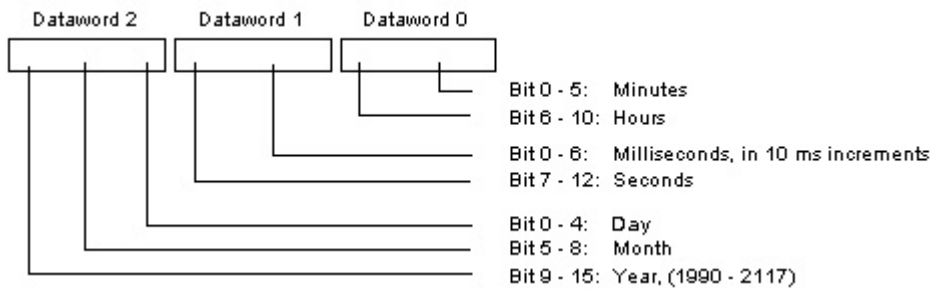 Dataword 2 Dataword 1 Dataword 0
Bit 0 - 5: Minutes
Bit 6 - 10: Hours
Bit 0 - 6: Milliseconds, in 10 ms increments
Bit 7 - 12: Seconds
Bit 0 - 4: Day
Bit 5 - 8: Month
Bit 9 - 15: Year, (1990 - 2117)